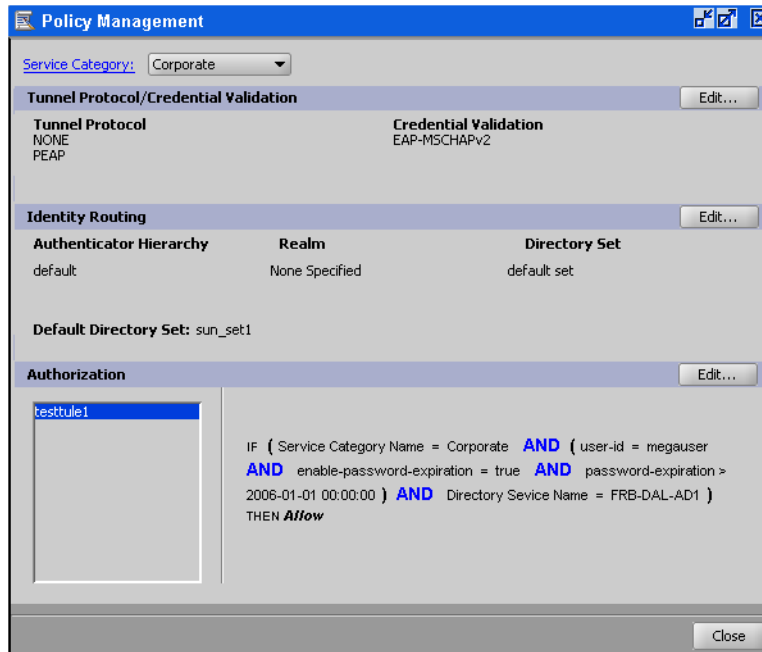 Policy Management
Service Category: Corporate
Tunnel Protocol/Credential Validation Edit...
Tunnel Protocol Credential Validation
NONE EAP-MSCHAPv2
PEAP
Identity Routing Edit...
Authenticator Hierarchy Realm Directory Set
default None Specified default set
Default Directory Set: sun_set1
Authorization Edit...
testtule1
IF ( Service Category Name = Corporate AND ( user-id = megauser
AND enable-password-expiration = true AND password-expiration >
2006-01-01 00:00:00 ) AND Directory Sevice Name = FRB-DAL-AD1 )
THEN Allow
Close